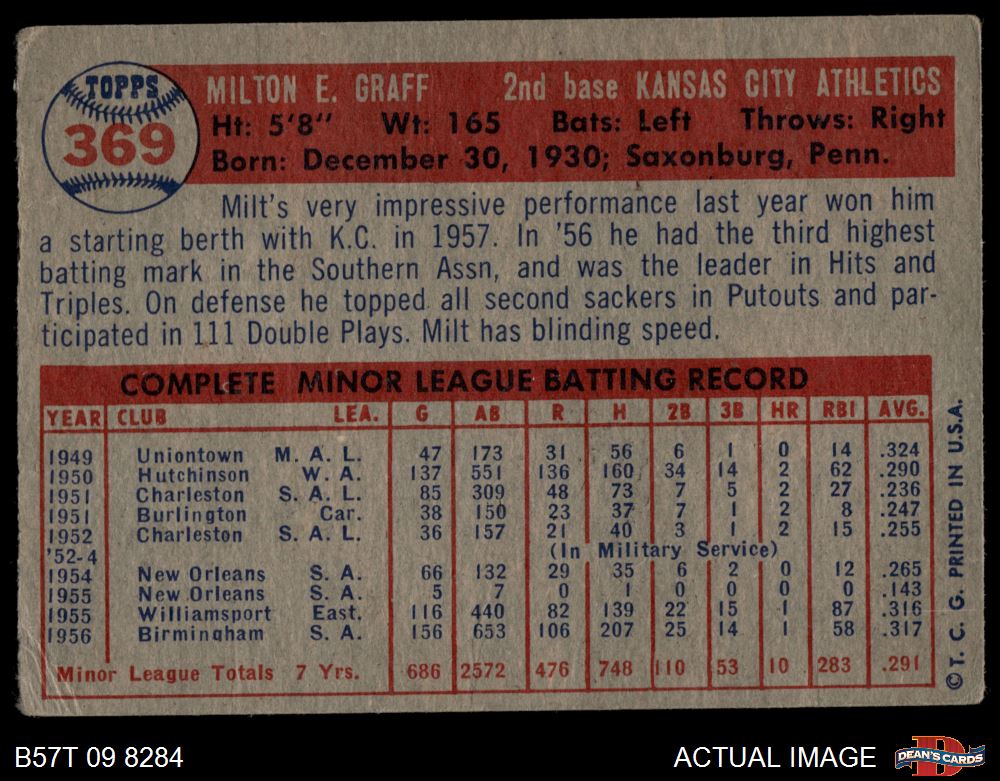 TOPPS
369
MILTON E. GRAFF 2nd base KANSAS CITY ATHLETICS
Ht: 5'8" Wt: 165 Bats: Left Throws: Right
Born: December 30, 1930; Saxonburg, Penn.
Milt's very impressive performance last year won him
a starting berth with K.C. in 1957. In '56 he had the third highest
batting mark in the Southern Assn, and was the leader in Hits and
Triples. On defense he topped all second sackers in Putouts and par-
ticipated in 111 Double Plays. Milt has blinding speed.
COMPLETE MINOR LEAGUE BATTING RECORD
YEAR CLUB LEA. G AB R H 2B 3B HR RBI AVG.
1949 Uniontown M. A. L. 47 173 31 56 6 1 0 14 .324
1950 Hutchinson W. A. 137 551 136 160 34 14 2 62 .290
1951 Charleston S. A. L. 85 309 48 73 7 5 2 27 .236
1951 Burlington Car. 38 150 23 37 7 1 2 8 .247
1952 Charleston S. A. L. 36 157 21 40 3 1 2 15 .255
'52-4 (In Military Service)
1954 New Orleans S. A. 66 132 29 35 6 2 0 12 .265
1955 New Orleans S. A. 5 7 0 1 0 0 0 0 .143
1955 Williamsport East. 116 440 82 139 22 15 1 87 .316
1956 Birmingham S. A. 156 653 106 207 25 14 1 58 .317
Minor League Totals 7 Yrs. 686 2572 476 748 110 53 10 283 .291
© T. C. G. PRINTED IN U.S.A.
B57T 09 8284
ACTUAL IMAGE
D
DEAN'S CARDS